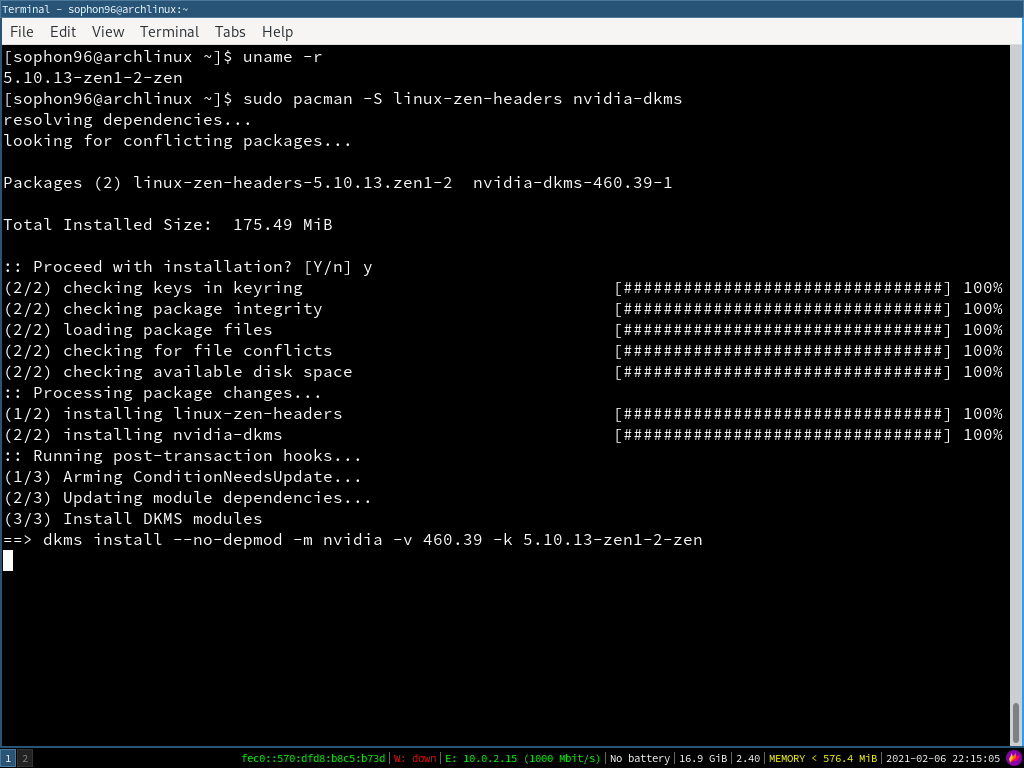 Terminal - sophon96@archlinux:~
File Edit View Terminal Tabs Help
[sophon96@archlinux ~]$ uname -r
5.10.13-zen1-2-zen
[sophon96@archlinux ~]$ sudo pacman -S linux-zen-headers nvidia-dkms
resolving dependencies...
looking for conflicting packages...
Packages (2) linux-zen-headers-5.10.13.zen1-2  nvidia-dkms-460.39-1
Total Installed Size:  175.49 MiB
:: Proceed with installation? [Y/n] y
(2/2) checking keys in keyring [################################] 100%
(2/2) checking package integrity [################################] 100%
(2/2) loading package files [################################] 100%
(2/2) checking for file conflicts [################################] 100%
(2/2) checking available disk space [################################] 100%
:: Processing package changes...
(1/2) installing linux-zen-headers [################################] 100%
(2/2) installing nvidia-dkms [################################] 100%
:: Running post-transaction hooks...
(1/3) Arming ConditionNeedsUpdate...
(2/3) Updating module dependencies...
(3/3) Install DKMS modules
==> dkms install --no-depmod -m nvidia -v 460.39 -k 5.10.13-zen1-2-zen
1 2 fec0::570:dfd8:b8c5:b73d|W: down|E: 10.0.2.15 (1000 Mbit/s)|No battery|16.9 GiB|2.40|MEMORY < 576.4 MiB|2021-02-06 22:15:05